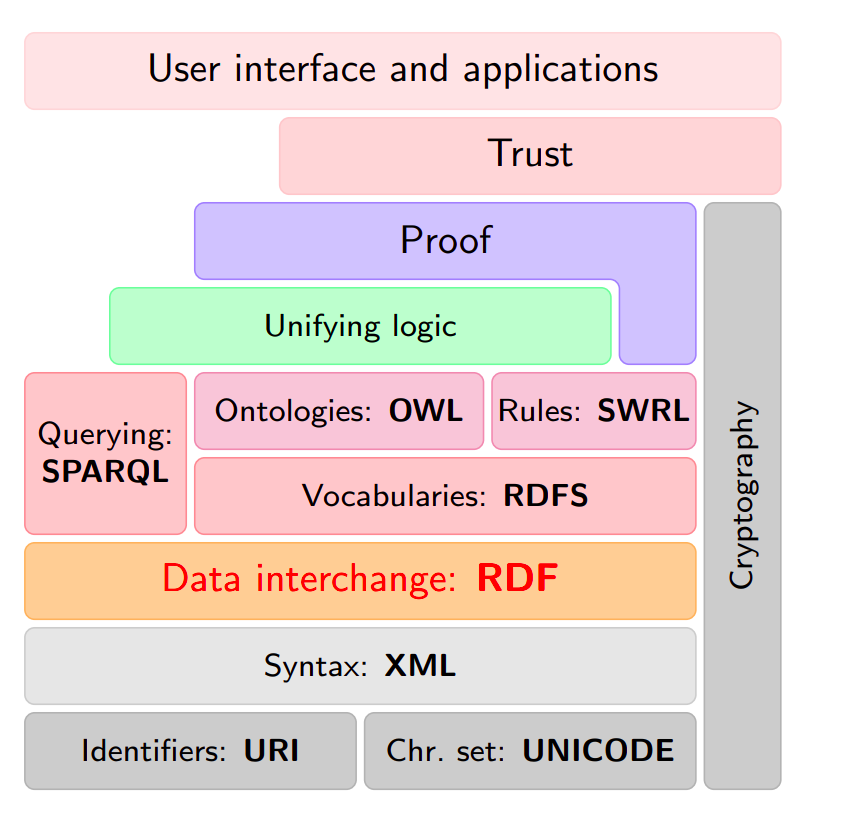 User interface and applications
Trust
Proof
Unifying logic
Ontologies: OWL
Rules: SWRL
Querying:
SPARQL
Vocabularies: RDFS
Cryptography
Data interchange: RDF
Syntax: XML
Identifiers: URI
Chr. set: UNICODE